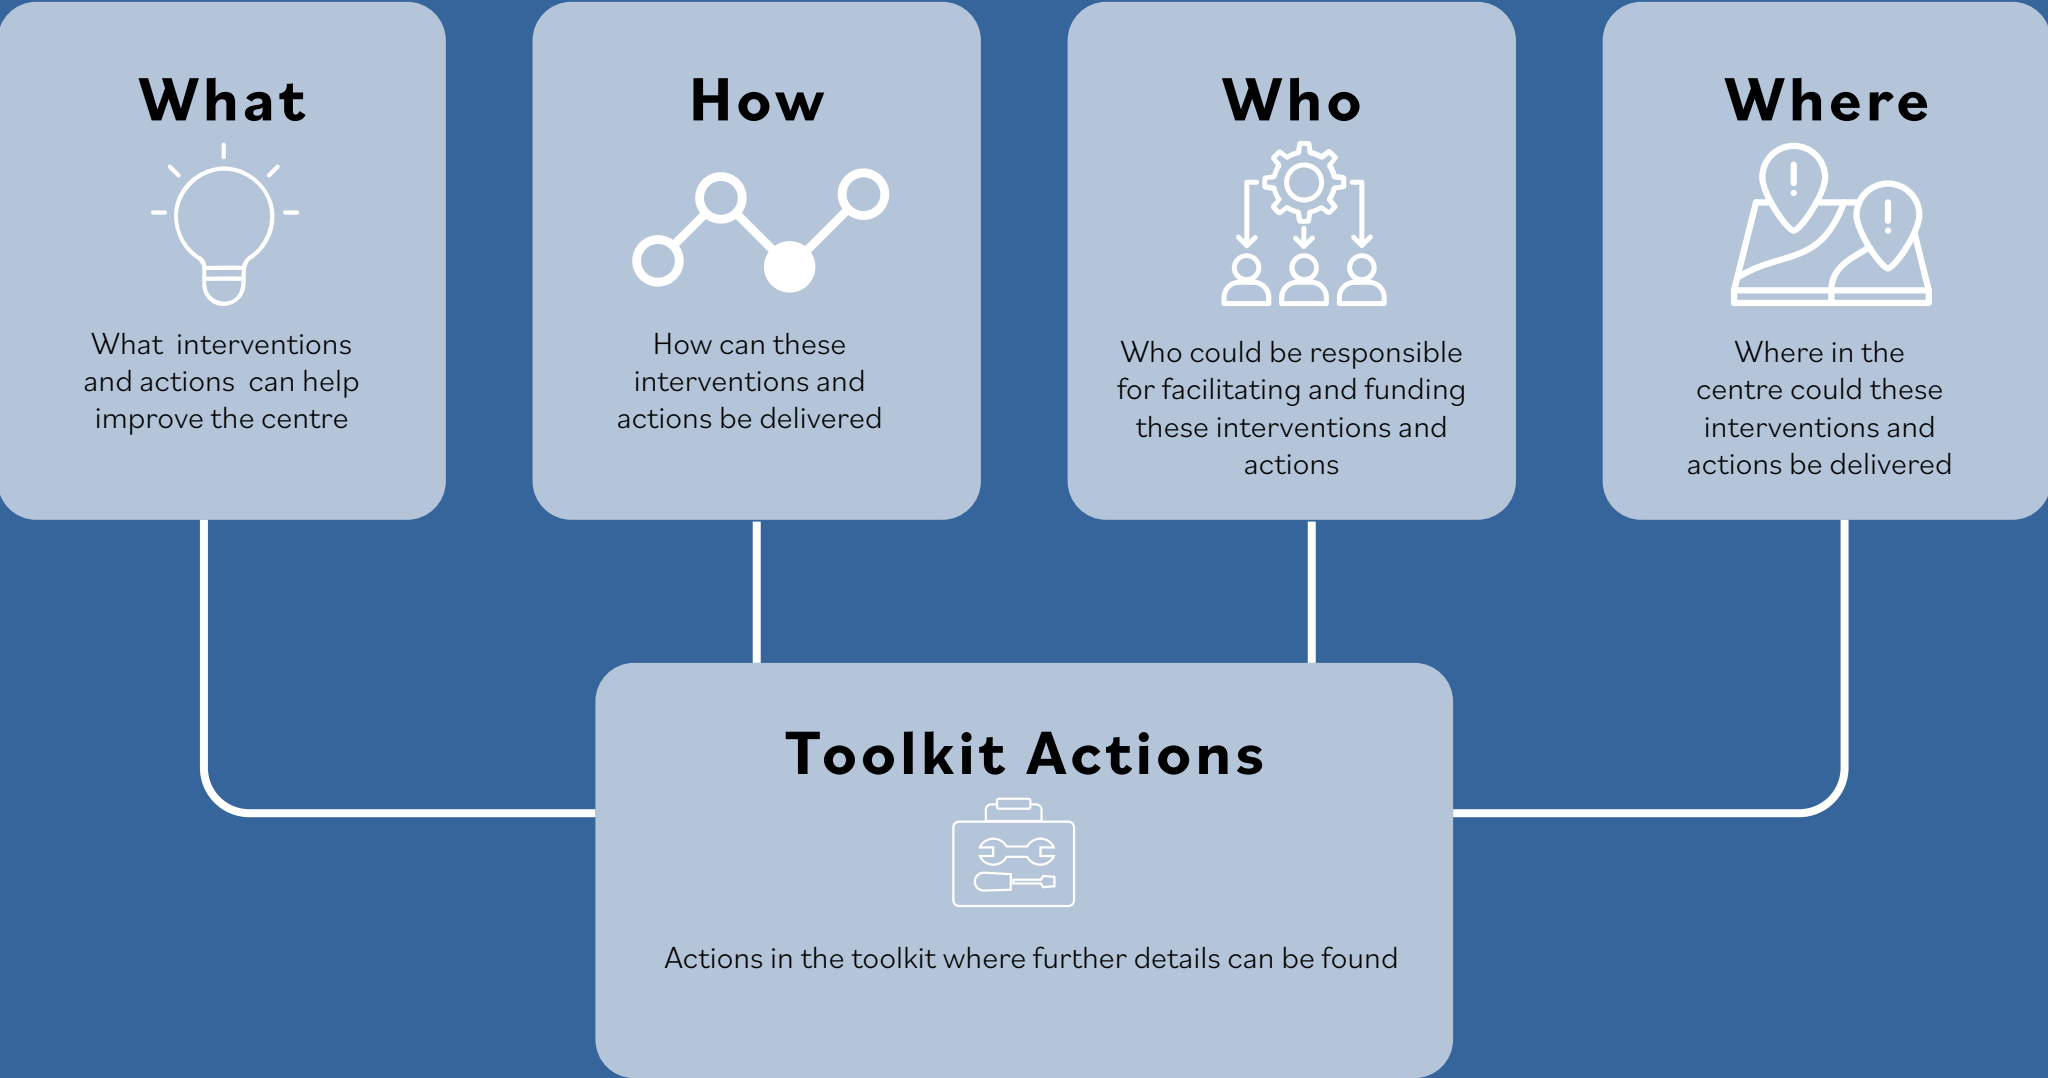 What
What  interventions
and actions  can help
improve the centre
How
How can these
interventions and
actions be delivered
Who
Who could be responsible
for facilitating and funding
these interventions and
actions
Where
Where in the
centre could these
interventions and
actions be delivered
Toolkit Actions
Actions in the toolkit where further details can be found